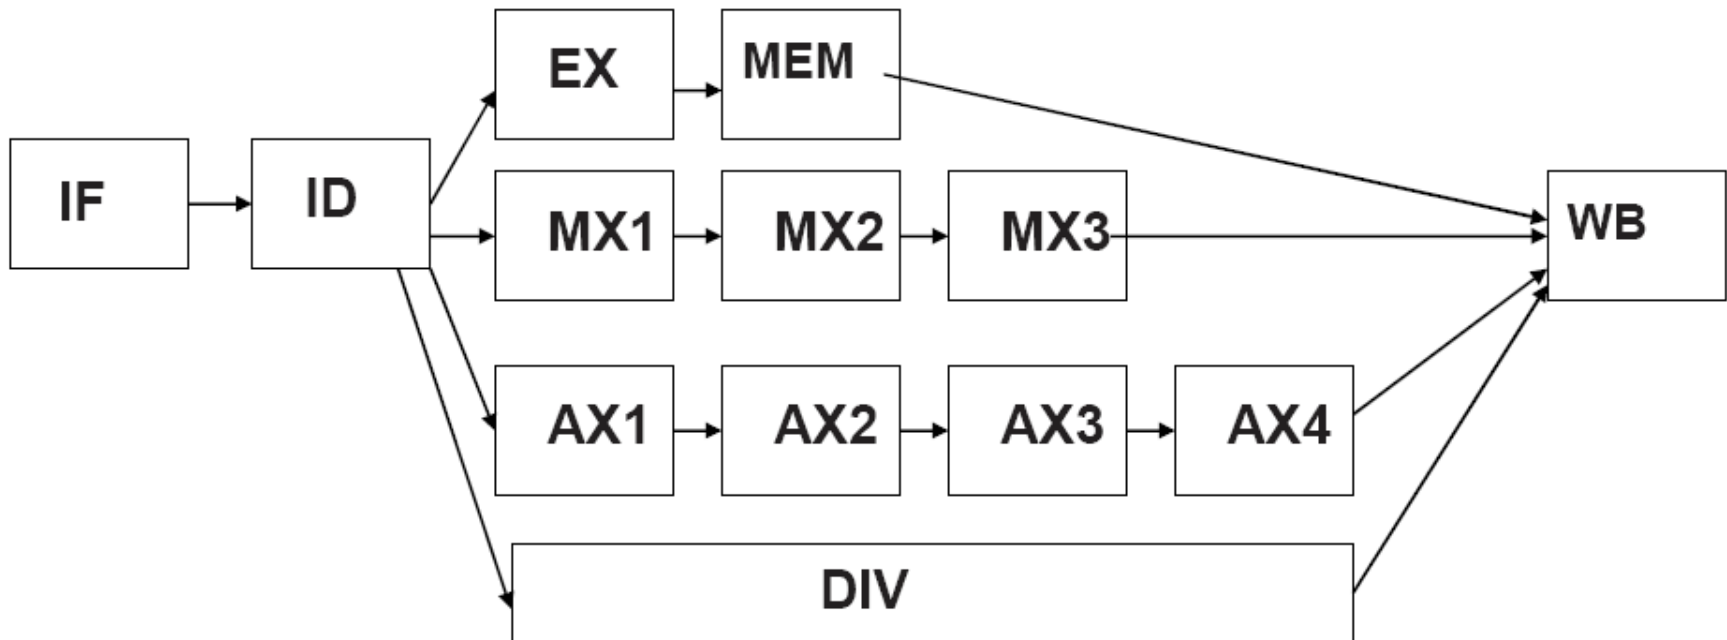 IF
ID
EX
MEM
MX1
MX2
MX3
WB
AX1
AX2
AX3
AX4
DIV